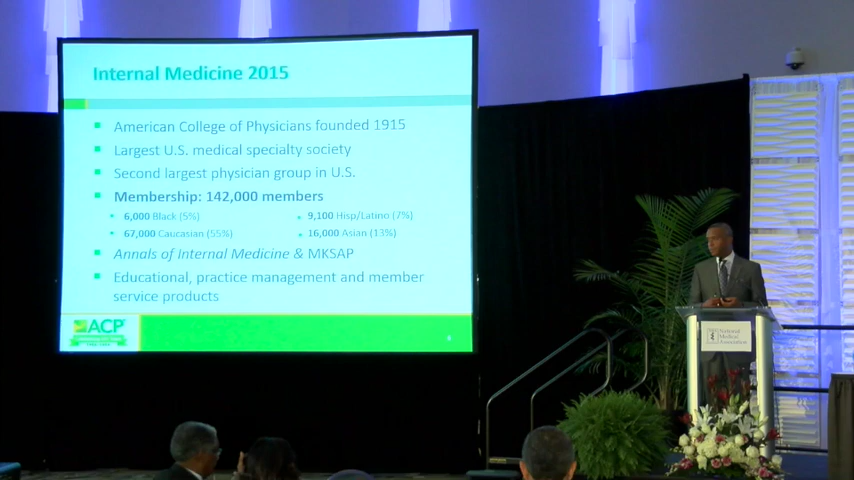 Internal Medicine 2015
American College of Physicians founded 1915
Largest U.S. medical specialty society
Second largest physician group in U.S.
Membership: 142,000 members
6,000 Black (5%)
9,100 Hisp/Latino (7%)
67,000 Caucasian (55%)
16,000 Asian (13%)
Annals of Internal Medicine & MKSAP
Educational, practice management and member
service products
ACP
National
Medical
Association